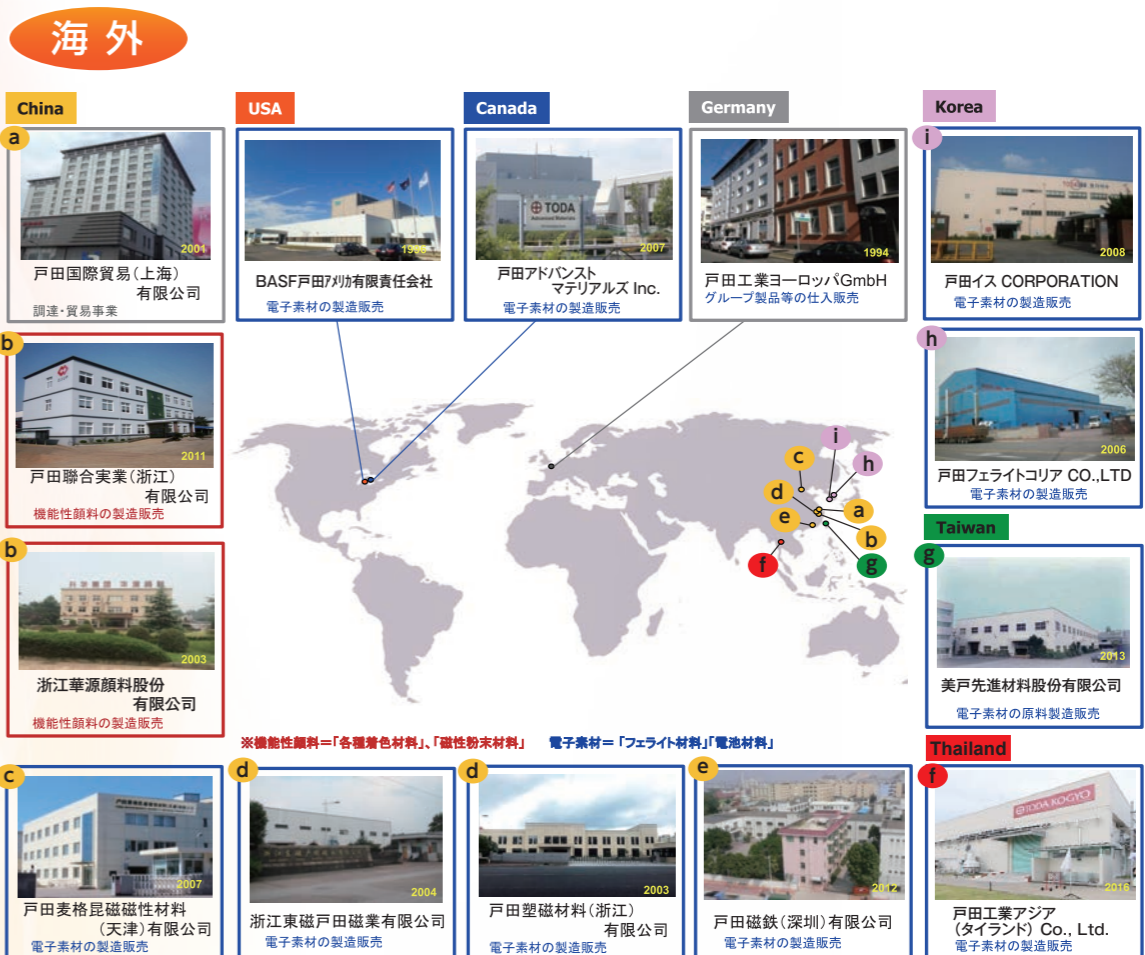 海 外
China
a
2001
戸田国際貿易(上海)
有限公司
調達・貿易事業
USA
BASF戸田アメリカ有限責任会社
電子素材の製造販売
Canada
TODA
Advanced Materials
2007
戸田アドバンスト
マテリアルズ Inc.
電子素材の製造販売
Germany
1994
戸田工業ヨーロッパGmbH
グループ製品等の仕入販売
Korea
i
2008
戸田イス CORPORATION
電子素材の製造販売
b
2011
戸田聯合実業(浙江)
有限公司
機能性顔料の製造販売
h
2006
戸田フェライトコリア CO.,LTD
電子素材の製造販売
b
2003
浙江華源顔料股份
有限公司
機能性顔料の製造販売
i
c
h
d
a
e
b
f
g
Taiwan
g
2013
美戸先進材料股份有限公司
電子素材の原料製造販売
※機能性顔料=「各種着色材料」、「磁性粉末材料」 電子素材=「フェライト材料」「電池材料」
c
2007
戸田麦格昆磁磁性材料
(天津)有限公司
電子素材の製造販売
d
2004
浙江東磁戸田磁業有限公司
電子素材の製造販売
d
2003
戸田塑磁材料(浙江)
有限公司
電子素材の製造販売
e
2012
戸田磁鉄(深圳)有限公司
電子素材の製造販売
Thailand
f
TODA KOGYO
2016
戸田工業アジア
(タイランド) Co., Ltd.
電子素材の製造販売